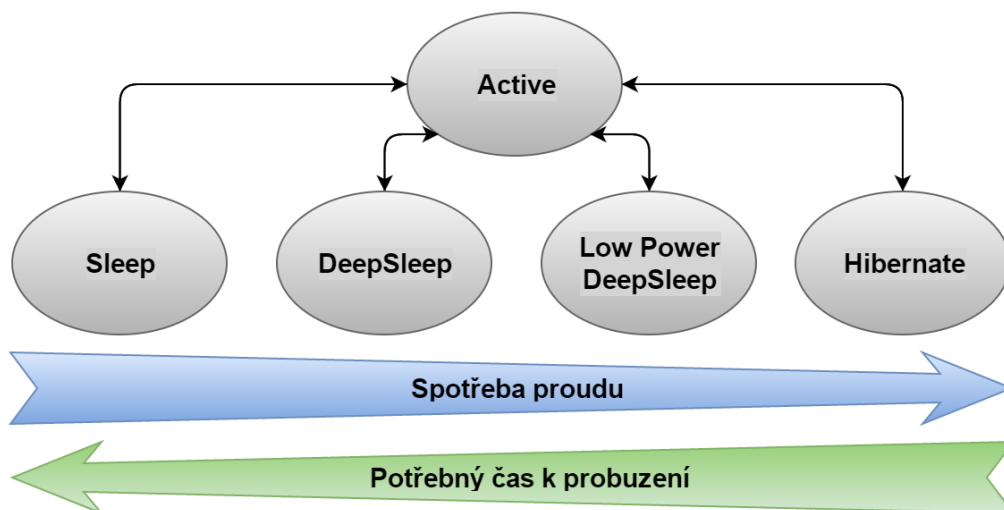 Active
Sleep
DeepSleep
Low Power
DeepSleep
Hibernate
Spotřeba proudu
Potřebný čas k probuzení